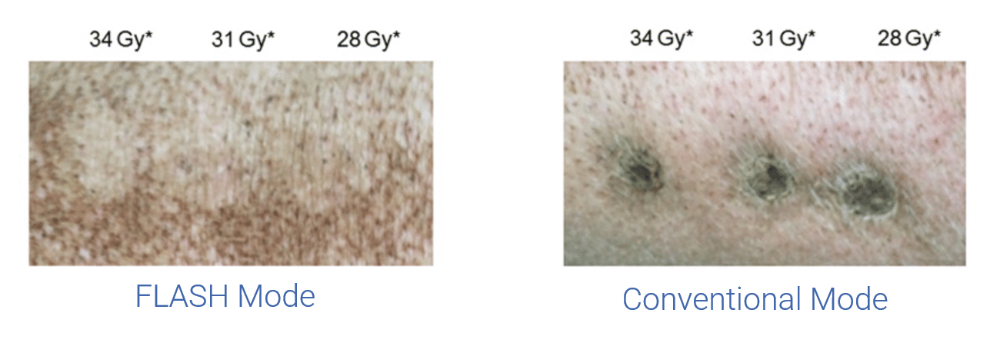 34 Gy* 31 Gy* 28 Gy*
34 Gy* 31 Gy* 28 Gy*
FLASH Mode
Conventional Mode